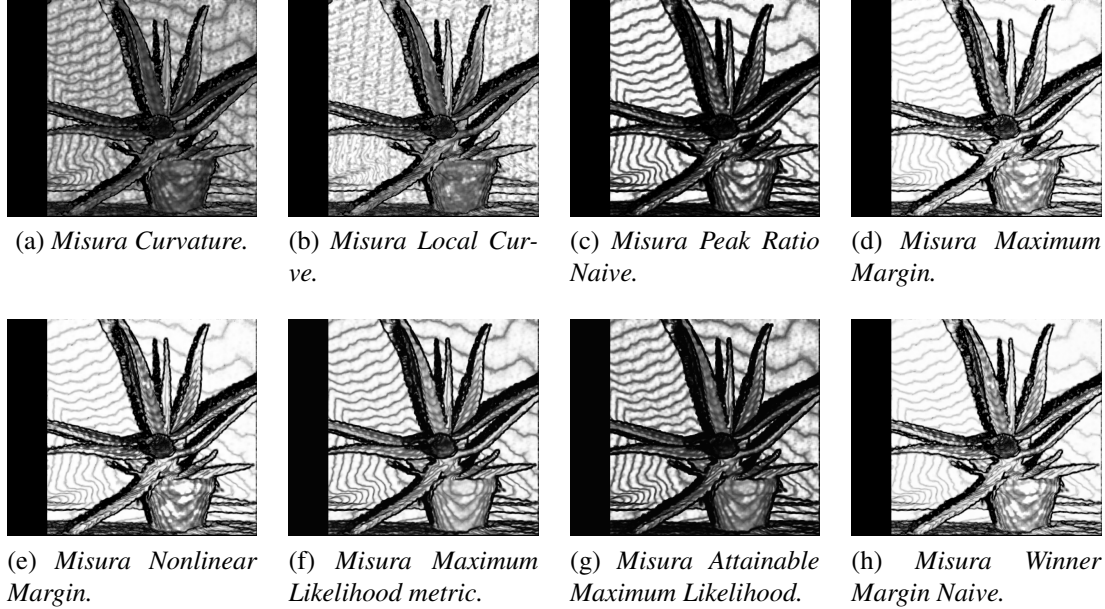 (a) Misura Curvature.
(b) Misura Local Cur-
ve.
(c) Misura Peak Ratio
Naive.
(d) Misura Maximum
Margin.
(e) Misura Nonlinear
Margin.
(f) Misura Maximum
Likelihood metric.
(g) Misura Attainable
Maximum Likelihood.
(h) Misura Winner
Margin Naive.